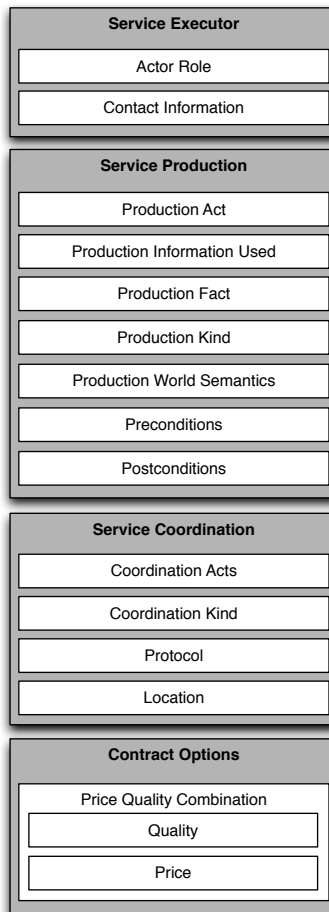 Service Executor
Actor Role
Contact Information
Service Production
Production Act
Production Information Used
Production Fact
Production Kind
Production World Semantics
Preconditions
Postconditions
Service Coordination
Coordination Acts
Coordination Kind
Protocol
Location
Contract Options
Price Quality Combination
Quality
Price